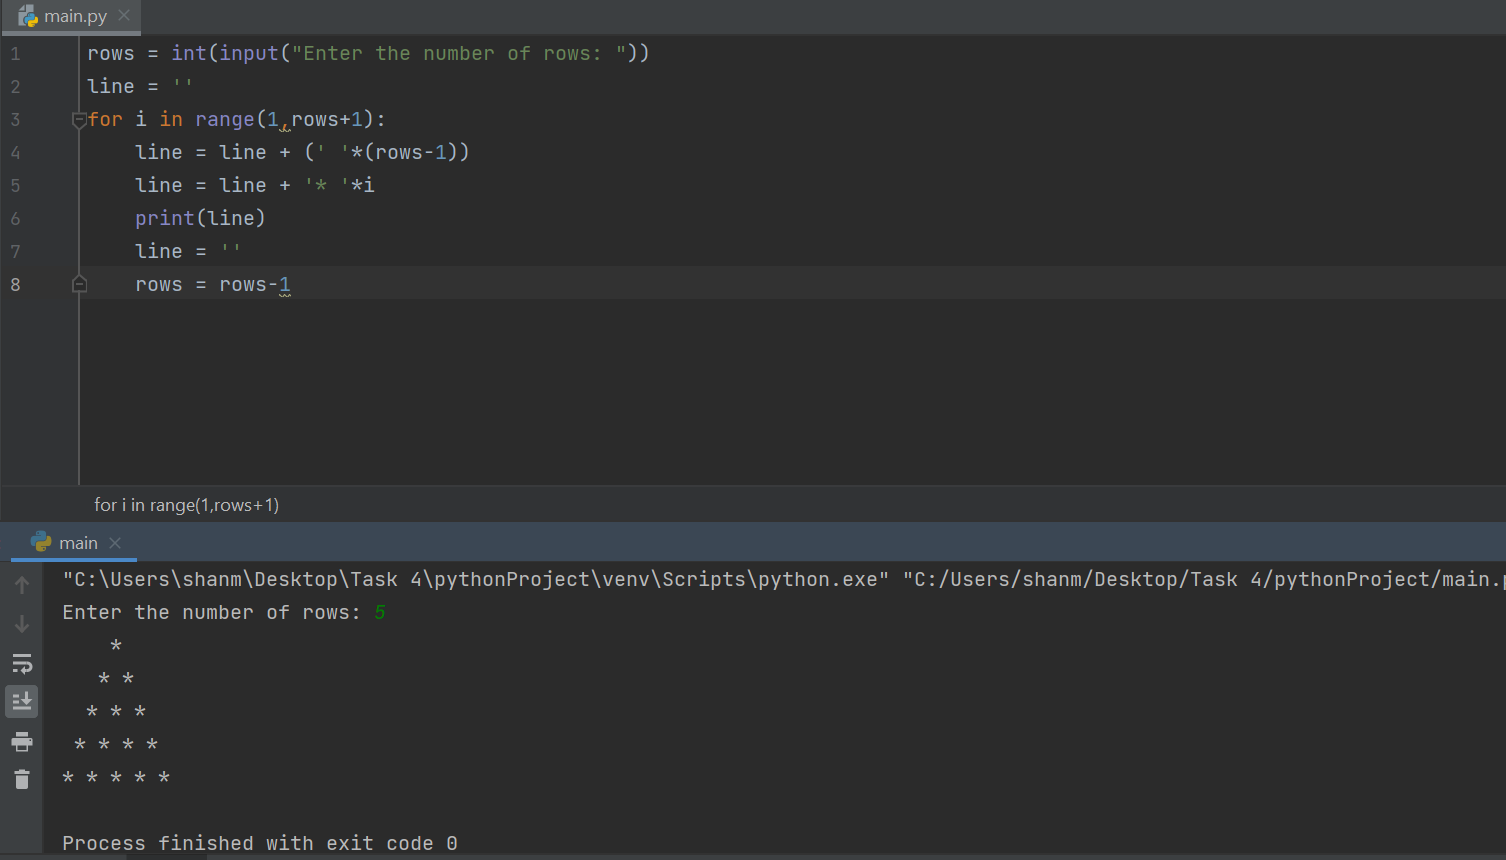 main.py
1 rows = int(input("Enter the number of rows: "))
2 line = ''
3 for i in range(1,rows+1):
4     line = line + (' '*(rows-1))
5     line = line + '* '*i
6     print(line)
7     line = ''
8     rows = rows-1
for i in range(1,rows+1)
main
"C:\Users\shanm\Desktop\Task 4\pythonProject\venv\Scripts\python.exe" "C:/Users/shanm/Desktop/Task 4/pythonProject/main.
Enter the number of rows: 5
    *
   * *
  * * *
 * * * *
* * * * *
Process finished with exit code 0